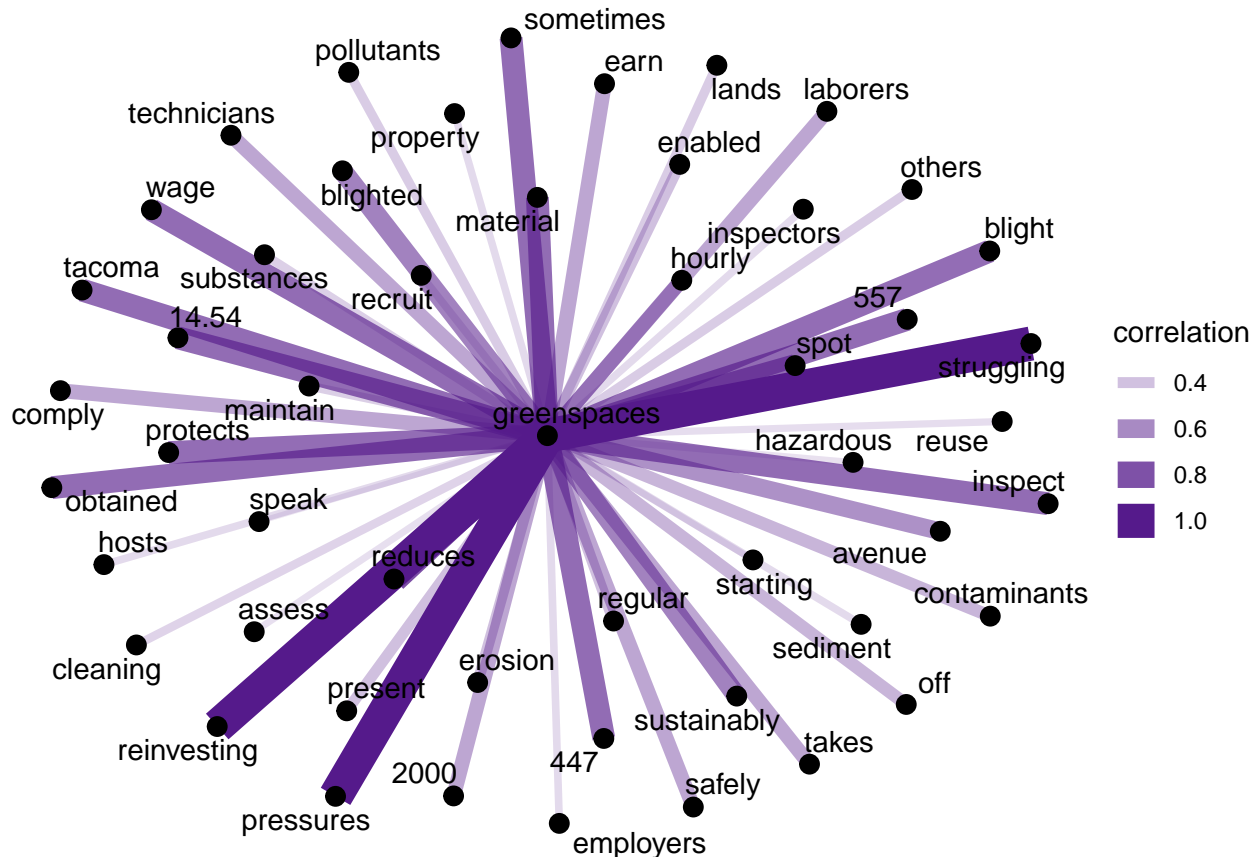 sometimes
pollutants
earn
lands
laborers
technicians
property
enabled
others
wage
blighted
material
inspectors
blight
tacoma
substances
recruit
hourly
557
14.54
spot
struggling
correlation
0.4
0.6
0.8
1.0
comply
maintain
greenspaces
protects
hazardous
reuse
obtained
speak
inspect
hosts
reduces
avenue
starting
contaminants
assess
regular
sediment
cleaning
erosion
off
present
sustainably
reinvesting
takes
2000
447
safely
pressures
employers